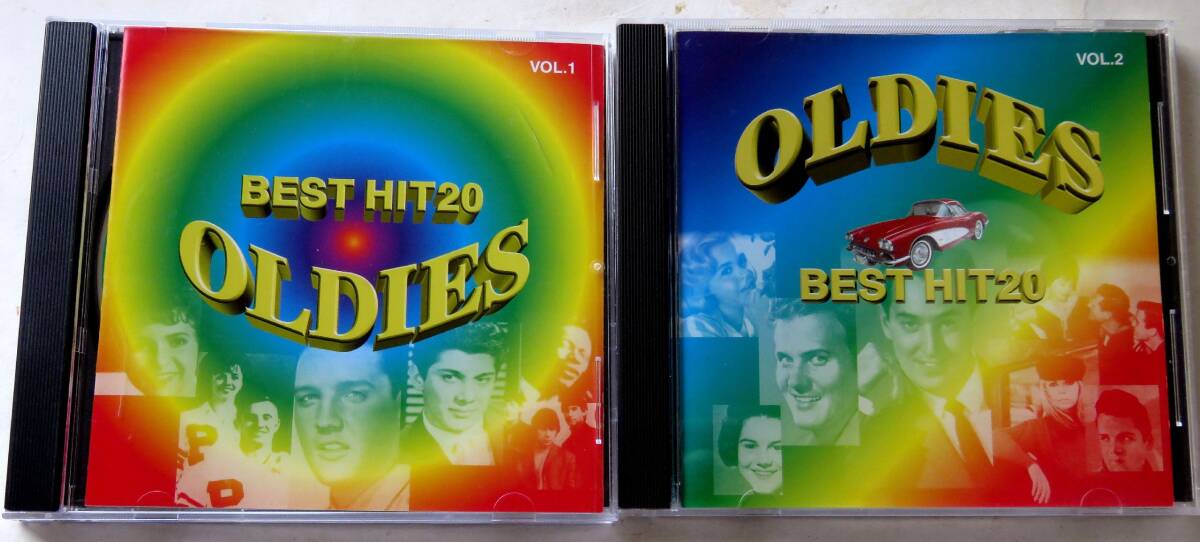 VOL.1
BEST HIT20
OLDIES
P
P
VOL.2
OLDIES
BEST HIT20